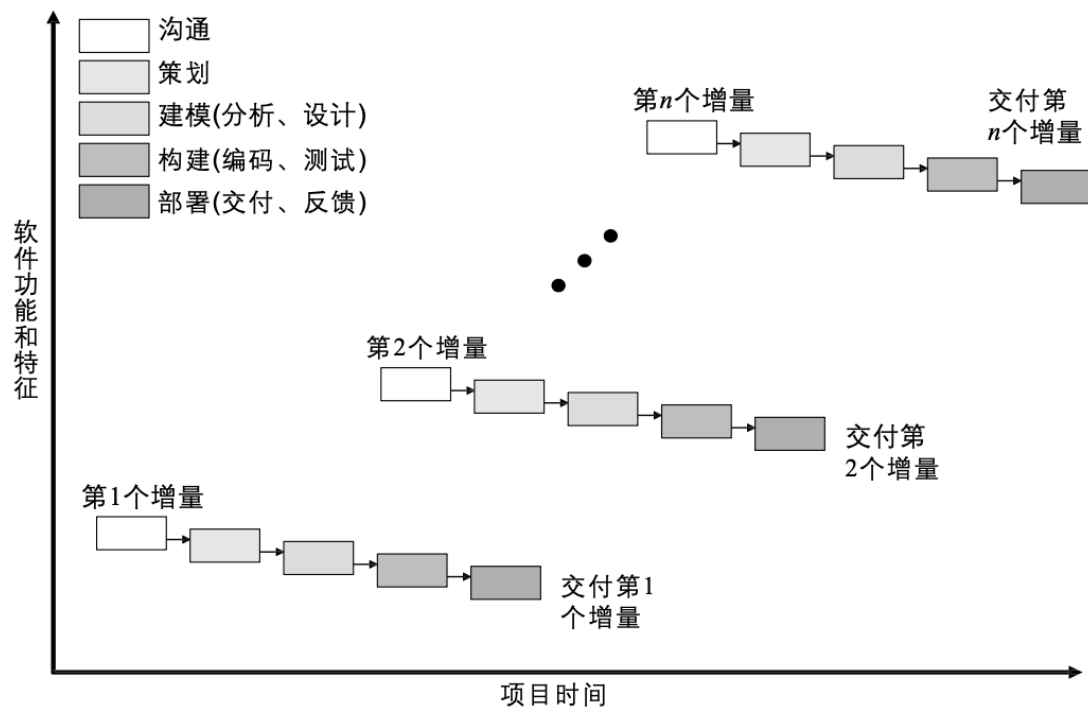 沟通
策划
建模(分析、设计)
构建(编码、测试)
部署(交付、反馈)
第n个增量
交付第
n个增量
软件功能和特征
第2个增量
交付第
2个增量
第1个增量
交付第1
个增量
项目时间